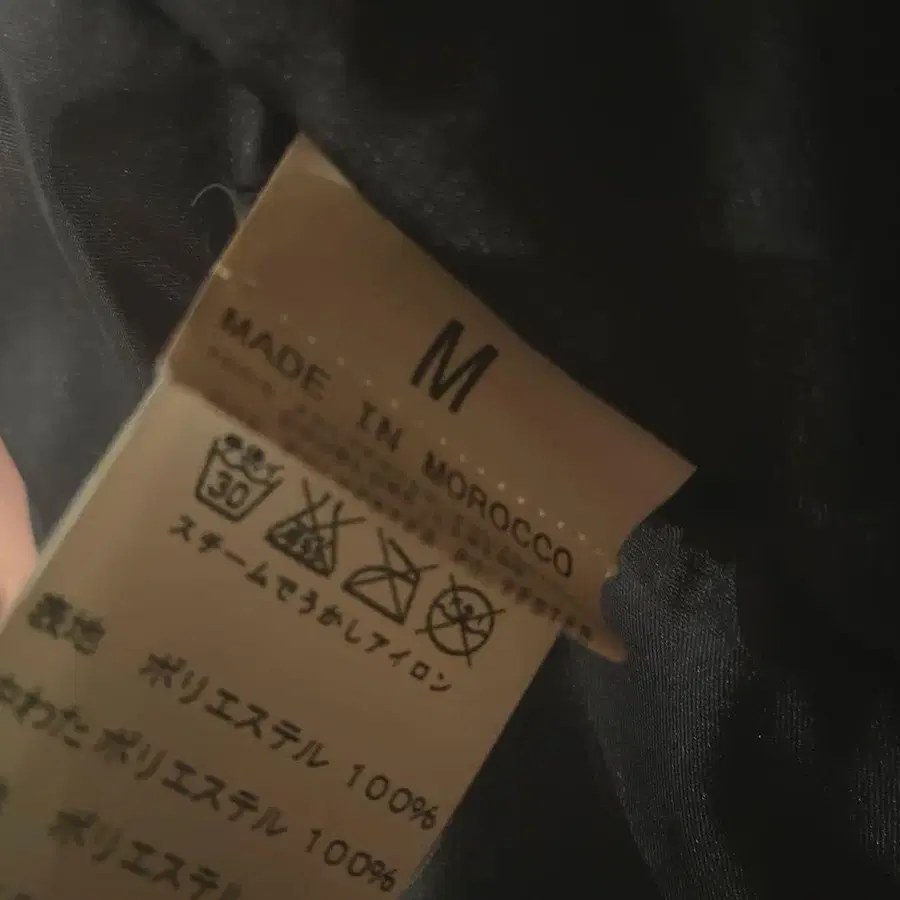 M
MADE IN MOROCCO
30
スチームでうかしアイロン
表地 ポリエステル 100%
中わた ポリエステル 100%
ポリエステル